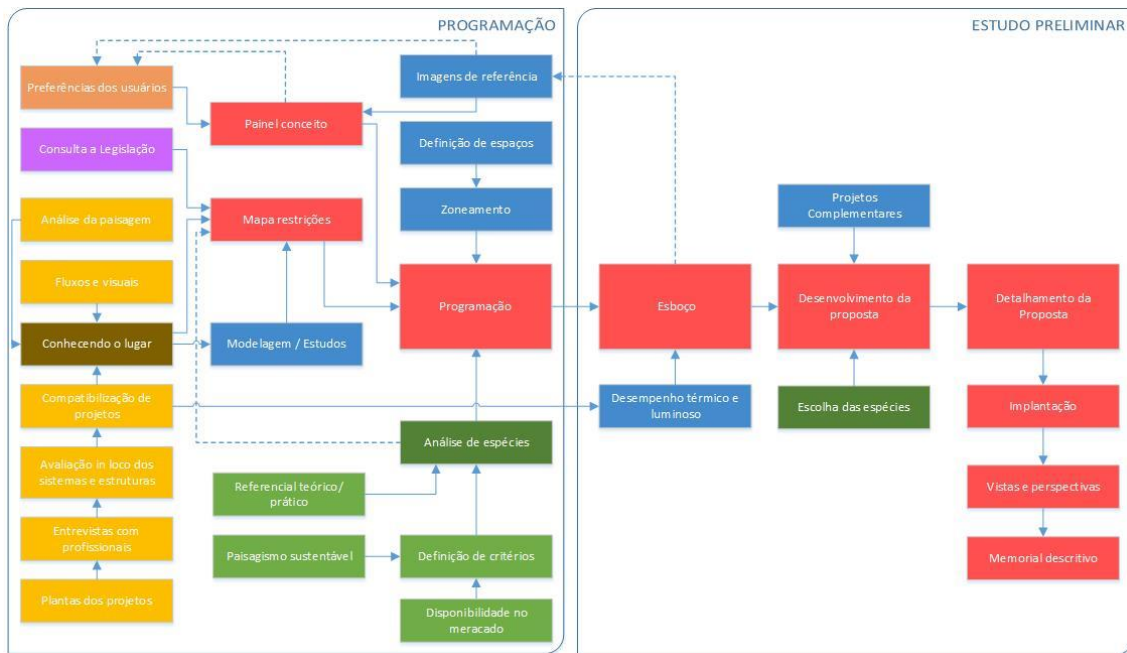 PROGRAMAÇÃO
ESTUDO PRELIMINAR
Preferências dos usuários
Imagens de referência
Painel conceito
Consulta a Legislação
Definição de espaços
Análise da paisagem
Mapa restrições
Zoneamento
Projetos
Complementares
Fluxos e visuais
Programação
Esboço
Desenvolvimento da
proposta
Detalhamento da
Proposta
Conhecendo o lugar
Modelagem / Estudos
Compatibilização de
projetos
Desempenho térmico e
luminoso
Escolha das espécies
Implantação
Análise de espécies
Avaliação in loco dos
sistemas e estruturas
Referencial teórico/
prático
Vistas e perspectivas
Entrevistas com
profissionais
Paisagismo sustentável
Definição de critérios
Memorial descritivo
Plantas dos projetos
Disponibilidade no
meracado